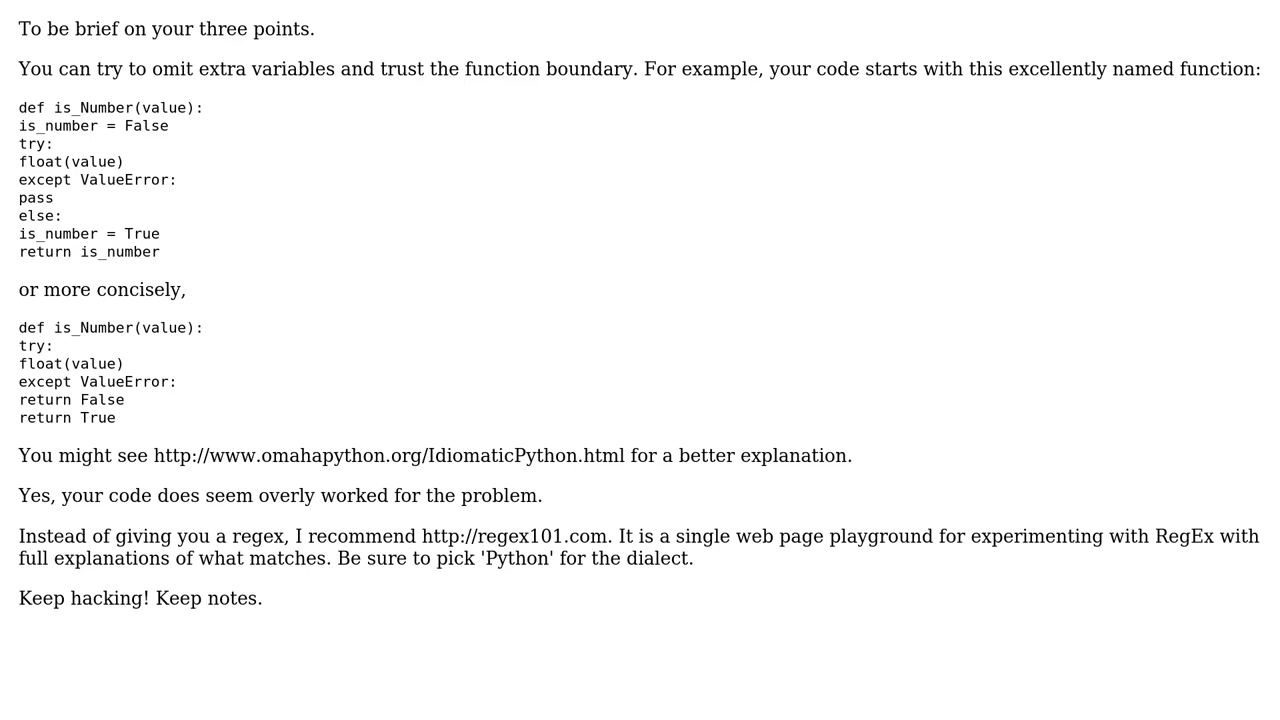 To be brief on your three points.
You can try to omit extra variables and trust the function boundary. For example, your code starts with this excellently named function:
def is_Number(value):
is_number = False
try:
float(value)
except ValueError:
pass
else:
is_number = True
return is_number
or more concisely,
def is_Number(value):
try:
float(value)
except ValueError:
return False
return True
You might see http://www.omahapython.org/IdiomaticPython.html for a better explanation.
Yes, your code does seem overly worked for the problem.
Instead of giving you a regex, I recommend http://regex101.com. It is a single web page playground for experimenting with RegEx with
full explanations of what matches. Be sure to pick 'Python' for the dialect.
Keep hacking! Keep notes.